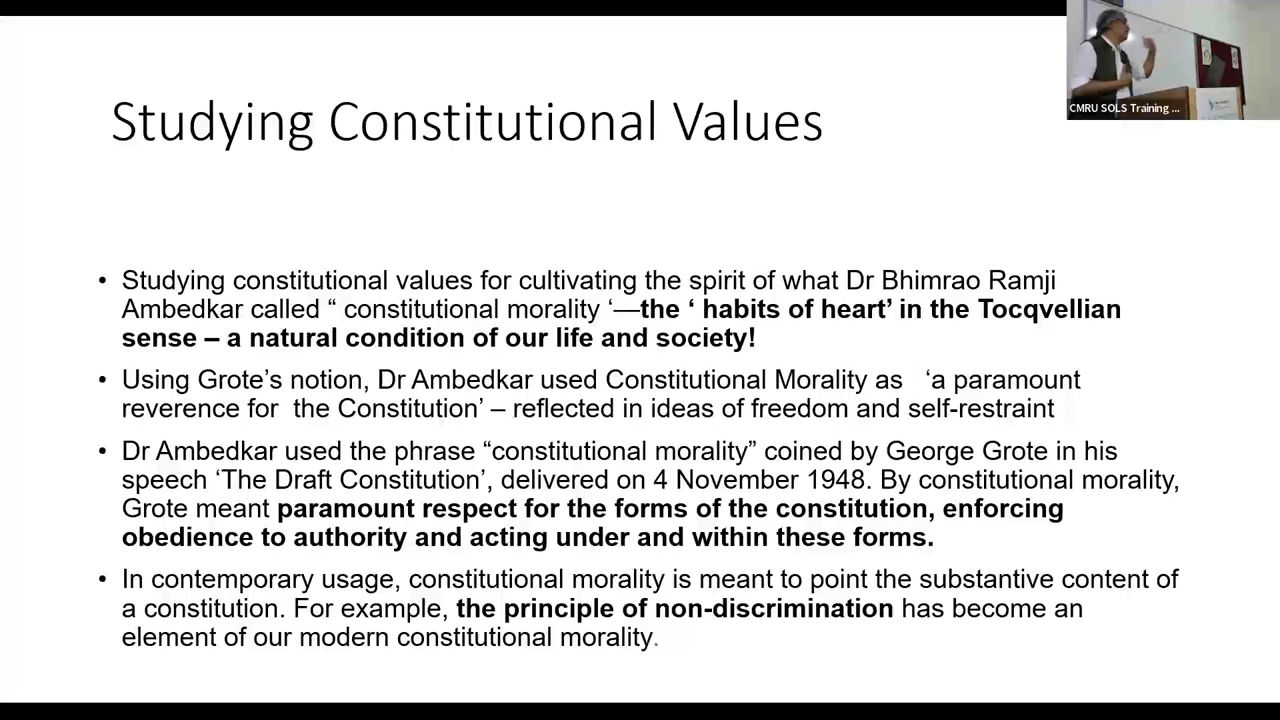 Studying Constitutional Values
CMRU SOLS Training ...
• Studying constitutional values for cultivating the spirit of what Dr Bhimrao Ramji
Ambedkar called “ constitutional morality ‘—the ‘ habits of heart’ in the Tocqvellian
sense – a natural condition of our life and society!
• Using Grote’s notion, Dr Ambedkar used Constitutional Morality as ‘a paramount
reverence for the Constitution’ – reflected in ideas of freedom and self-restraint
• Dr Ambedkar used the phrase “constitutional morality” coined by George Grote in his
speech ‘The Draft Constitution’, delivered on 4 November 1948. By constitutional morality,
Grote meant paramount respect for the forms of the constitution, enforcing
obedience to authority and acting under and within these forms.
• In contemporary usage, constitutional morality is meant to point the substantive content of
a constitution. For example, the principle of non-discrimination has become an
element of our modern constitutional morality.